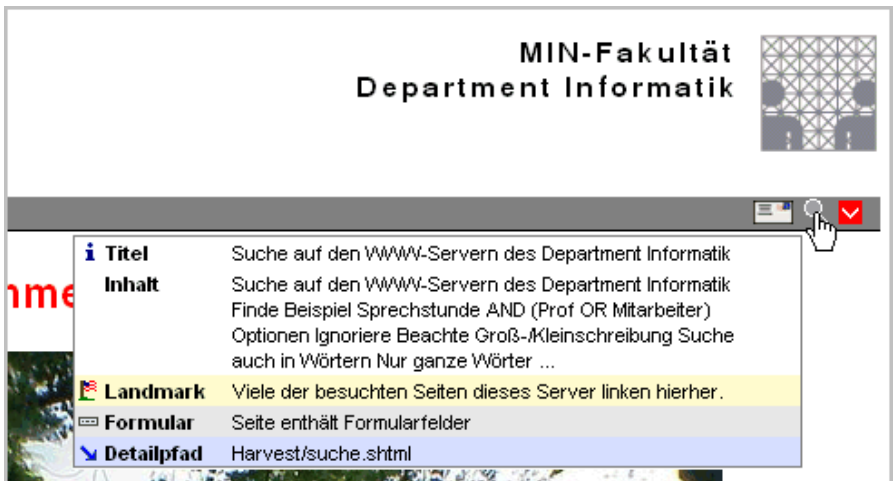 MIN-Fakultät
Department Informatik
Titel Suche auf den WWW-Servern des Department Informatik
Inhalt Suche auf den WWW-Servern des Department Informatik
Finde Beispiel Sprechstunde AND (Prof OR Mitarbeiter)
Optionen Ignoriere Beachte Groß-/Kleinschreibung Suche
auch in Wörtern Nur ganze Wörter ...
Landmark Viele der besuchten Seiten dieses Server linken hierher.
Formular Seite enthält Formularfelder
Detailpfad Harvest/suche.shtml